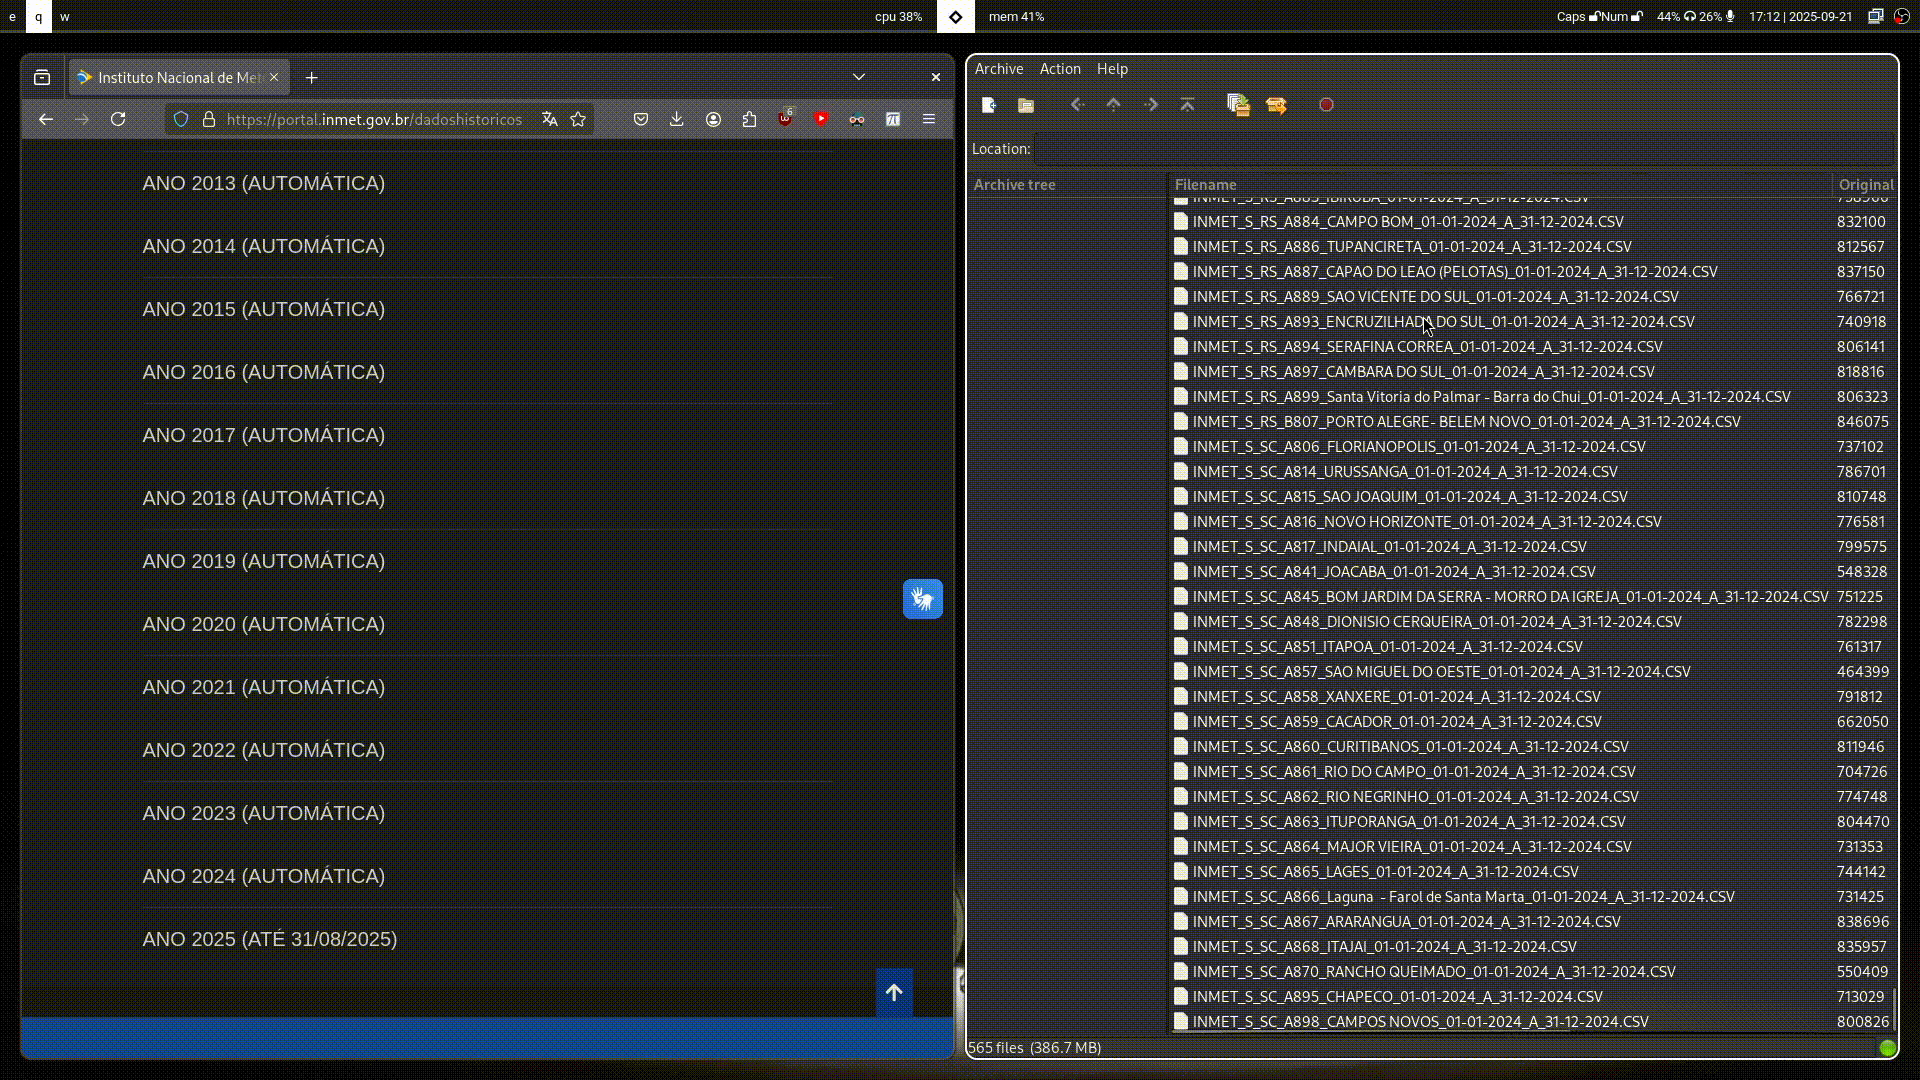 e q w
cpu 38%
mem 41%
Caps Num 44% 26% 17:12 | 2025-09-21
Instituto Nacional de Met
https://portal.inmet.gov.br/dadoshistoricos
6
ANO 2013 (AUTOMÁTICA)
ANO 2014 (AUTOMÁTICA)
ANO 2015 (AUTOMÁTICA)
ANO 2016 (AUTOMÁTICA)
ANO 2017 (AUTOMÁTICA)
ANO 2018 (AUTOMÁTICA)
ANO 2019 (AUTOMÁTICA)
ANO 2020 (AUTOMÁTICA)
ANO 2021 (AUTOMÁTICA)
ANO 2022 (AUTOMÁTICA)
ANO 2023 (AUTOMÁTICA)
ANO 2024 (AUTOMÁTICA)
ANO 2025 (ATÉ 31/08/2025)
Archive Action Help
Location:
Archive tree
Filename Original
INMET_S_RS_A883_IBIRUBA_01-01-2024_A_31-12-2024.CSV
INMET_S_RS_A884_CAMPO BOM_01-01-2024_A_31-12-2024.CSV 832100
INMET_S_RS_A886_TUPANCIRETA_01-01-2024_A_31-12-2024.CSV 812567
INMET_S_RS_A887_CAPAO DO LEAO (PELOTAS)_01-01-2024_A_31-12-2024.CSV 837150
INMET_S_RS_A889_SAO VICENTE DO SUL_01-01-2024_A_31-12-2024.CSV 766721
INMET_S_RS_A893_ENCRUZILHADA DO SUL_01-01-2024_A_31-12-2024.CSV 740918
INMET_S_RS_A894_SERAFINA CORREA_01-01-2024_A_31-12-2024.CSV 806141
INMET_S_RS_A897_CAMBARA DO SUL_01-01-2024_A_31-12-2024.CSV 818816
INMET_S_RS_A899_Santa Vitoria do Palmar - Barra do Chui_01-01-2024_A_31-12-2024.CSV 806323
INMET_S_RS_B807_PORTO ALEGRE- BELEM NOVO_01-01-2024_A_31-12-2024.CSV 846075
INMET_S_SC_A806_FLORIANOPOLIS_01-01-2024_A_31-12-2024.CSV 737102
INMET_S_SC_A814_URUSSANGA_01-01-2024_A_31-12-2024.CSV 786701
INMET_S_SC_A815_SAO JOAQUIM_01-01-2024_A_31-12-2024.CSV 810748
INMET_S_SC_A816_NOVO HORIZONTE_01-01-2024_A_31-12-2024.CSV 776581
INMET_S_SC_A817_INDAIAL_01-01-2024_A_31-12-2024.CSV 799575
INMET_S_SC_A841_JOACABA_01-01-2024_A_31-12-2024.CSV 548328
INMET_S_SC_A845_BOM JARDIM DA SERRA - MORRO DA IGREJA_01-01-2024_A_31-12-2024.CSV 751225
INMET_S_SC_A848_DIONISIO CERQUEIRA_01-01-2024_A_31-12-2024.CSV 782298
INMET_S_SC_A851_ITAPOA_01-01-2024_A_31-12-2024.CSV 761317
INMET_S_SC_A857_SAO MIGUEL DO OESTE_01-01-2024_A_31-12-2024.CSV 464399
INMET_S_SC_A858_XANXERE_01-01-2024_A_31-12-2024.CSV 791812
INMET_S_SC_A859_CACADOR_01-01-2024_A_31-12-2024.CSV 662050
INMET_S_SC_A860_CURITIBANOS_01-01-2024_A_31-12-2024.CSV 811946
INMET_S_SC_A861_RIO DO CAMPO_01-01-2024_A_31-12-2024.CSV 704726
INMET_S_SC_A862_RIO NEGRINHO_01-01-2024_A_31-12-2024.CSV 774748
INMET_S_SC_A863_ITUPORANGA_01-01-2024_A_31-12-2024.CSV 804470
INMET_S_SC_A864_MAJOR VIEIRA_01-01-2024_A_31-12-2024.CSV 731353
INMET_S_SC_A865_LAGES_01-01-2024_A_31-12-2024.CSV 744142
INMET_S_SC_A866_Laguna  - Farol de Santa Marta_01-01-2024_A_31-12-2024.CSV 731425
INMET_S_SC_A867_ARARANGUA_01-01-2024_A_31-12-2024.CSV 838696
INMET_S_SC_A868_ITAJAI_01-01-2024_A_31-12-2024.CSV 835957
INMET_S_SC_A870_RANCHO QUEIMADO_01-01-2024_A_31-12-2024.CSV 550409
INMET_S_SC_A895_CHAPECO_01-01-2024_A_31-12-2024.CSV 713029
INMET_S_SC_A898_CAMPOS NOVOS_01-01-2024_A_31-12-2024.CSV 800826
565 files (386.7 MB)